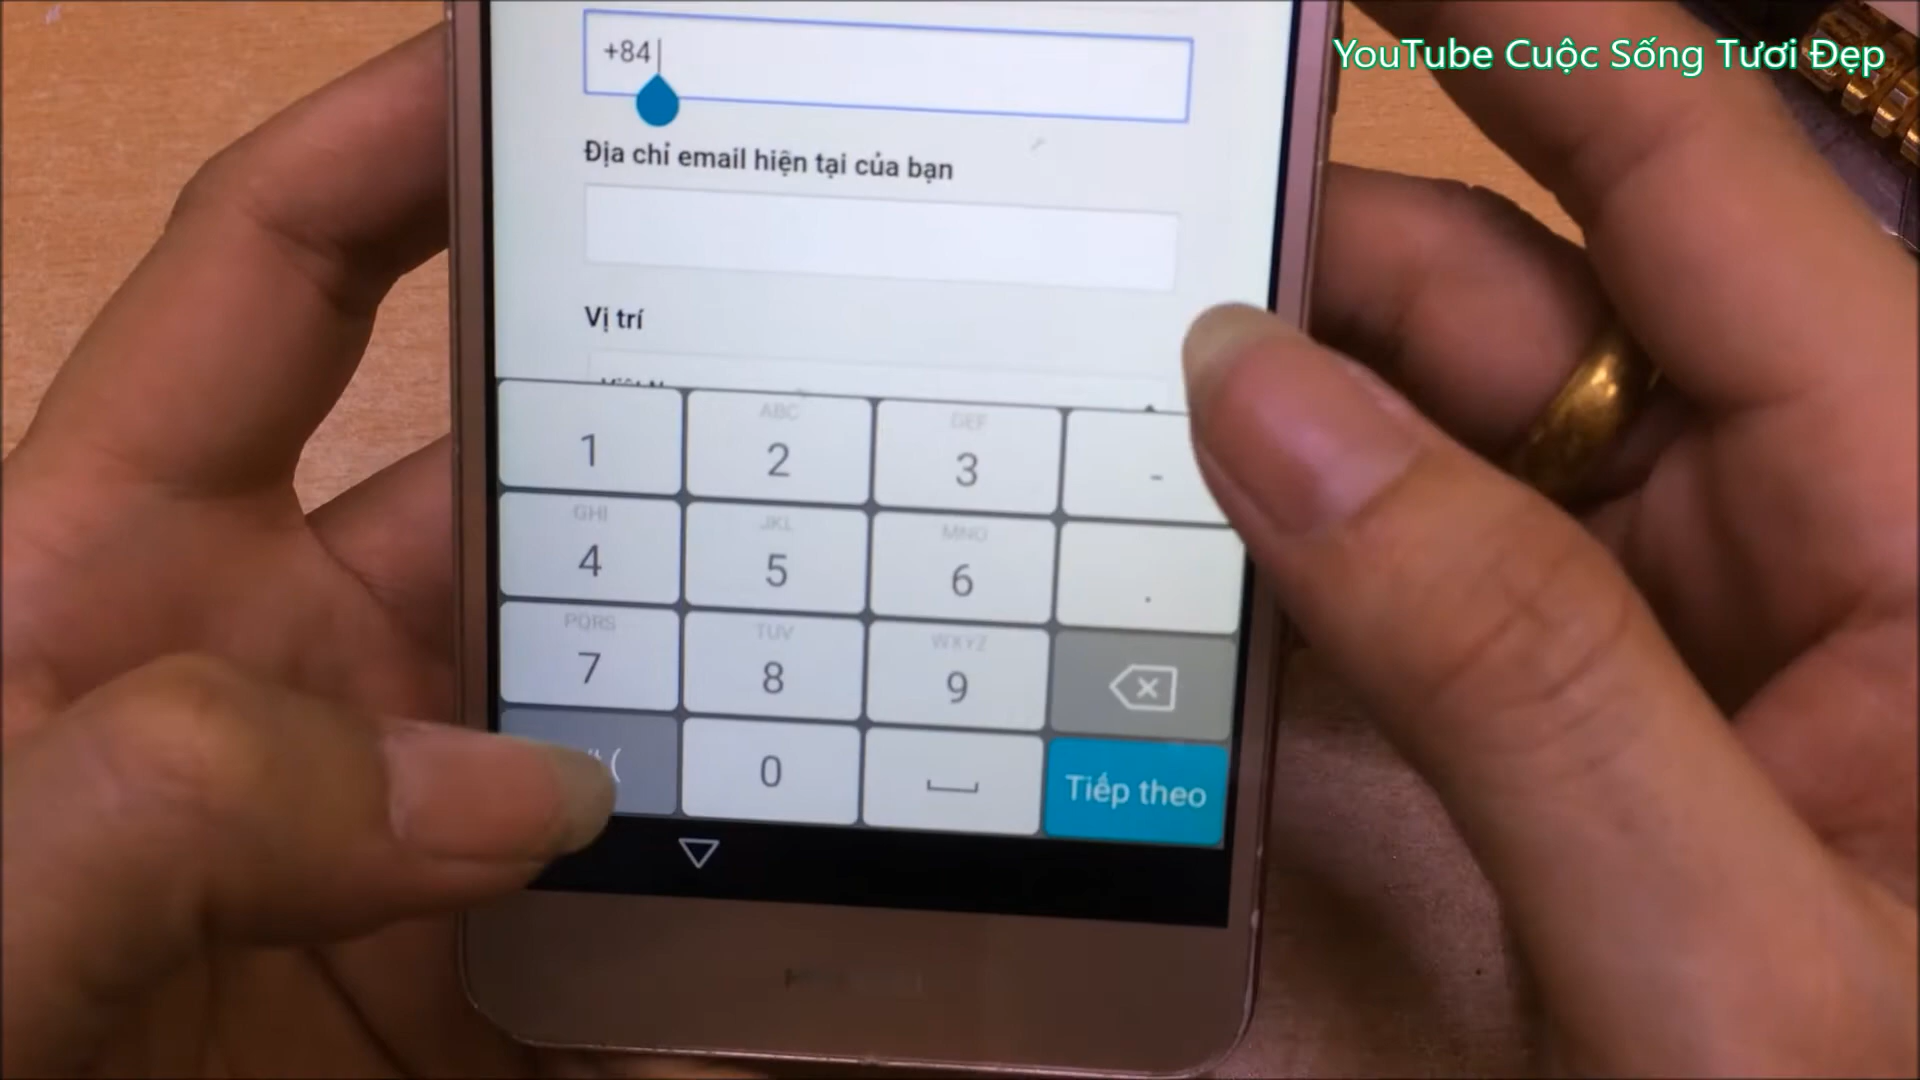 YouTube Cuộc Sống Tươi Đẹp
+84
Địa chỉ email hiện tại của bạn
Vị trí
1
ABC
2
DEF
3
-
GHI
4
JKL
5
MNO
6
.
PQRS
7
TUV
8
WXYZ
9
(
0
Tiếp theo